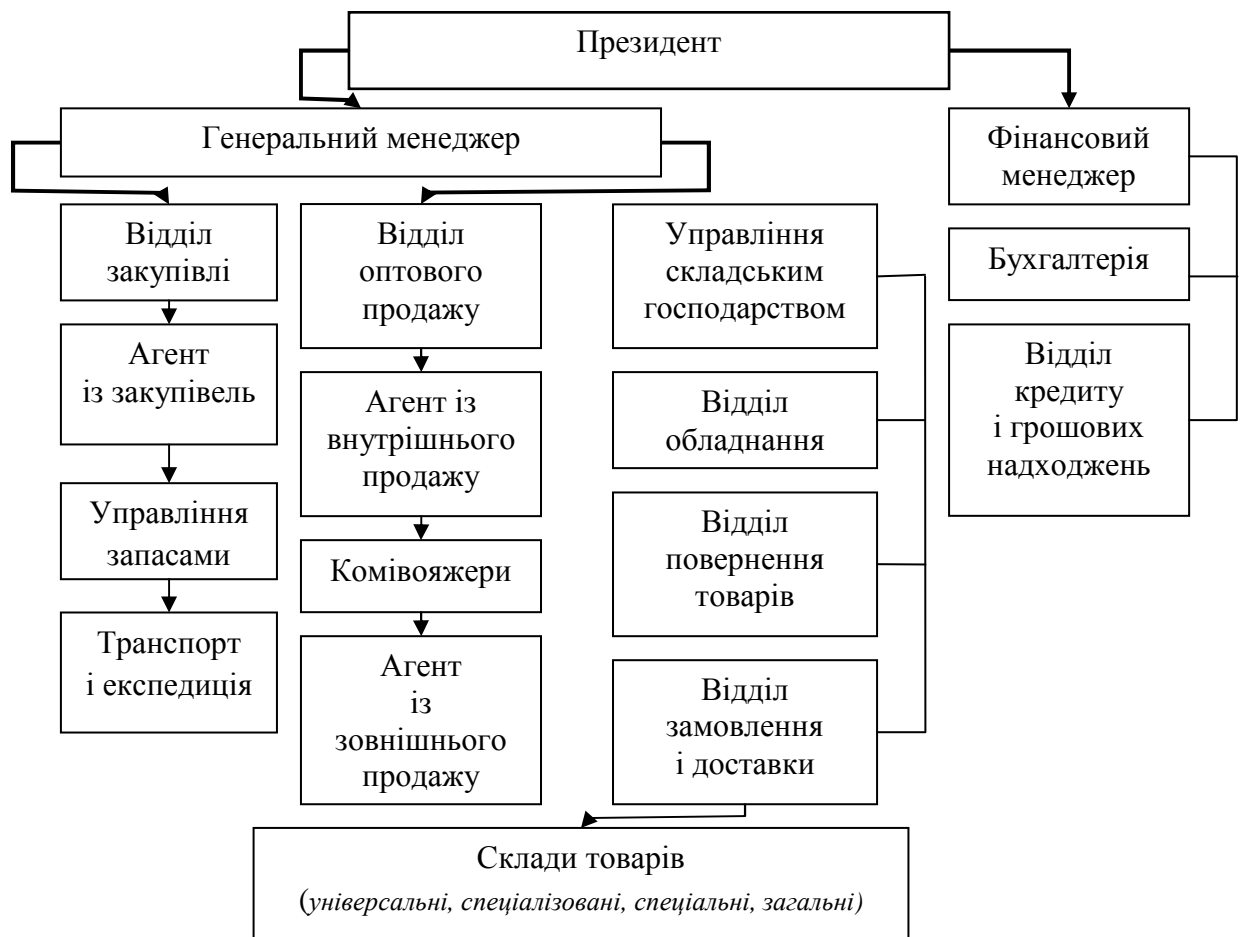 Президент
Генеральний менеджер
Фінансовий
менеджер
Відділ
закупівлі
Агент
із закупівель
Управління
запасами
Транспорт
і експедиція
Відділ
оптового
продажу
Агент із
внутрішнього
продажу
Комівояжери
Агент
із
зовнішнього
продажу
Управління
складським
господарством
Відділ
обладнання
Відділ
повернення
товарів
Відділ
замовлення
і доставки
Бухгалтерія
Відділ
кредиту
і грошових
надходжень
Склади товарів
(універсальні, спеціалізовані, спеціальні, загальні)